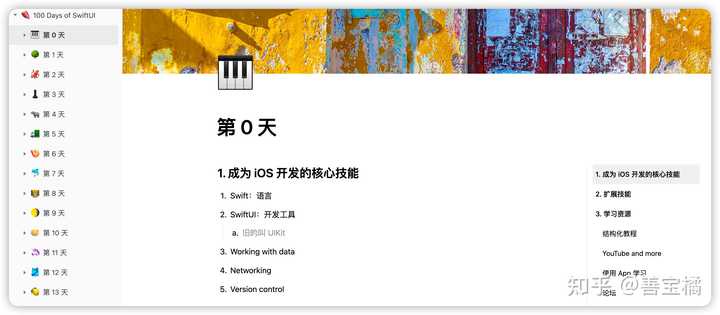 100 Days of SwiftUI
第 0 天
第 1 天
第 2 天
第 3 天
第 4 天
第 5 天
第 6 天
第 7 天
第 8 天
第 9 天
第 10 天
第 11 天
第 12 天
第 13 天
第 0 天
1. 成为 iOS 开发的核心技能
1. Swift：语言
2. SwiftUI：开发工具
a. 旧的叫 UIKit
3. Working with data
4. Networking
5. Version control
1. 成为 iOS 开发的核心技能
2. 扩展技能
3. 学习资源
结构化教程
YouTube and more
使用 App 学习
论坛
知乎 @善宝橘